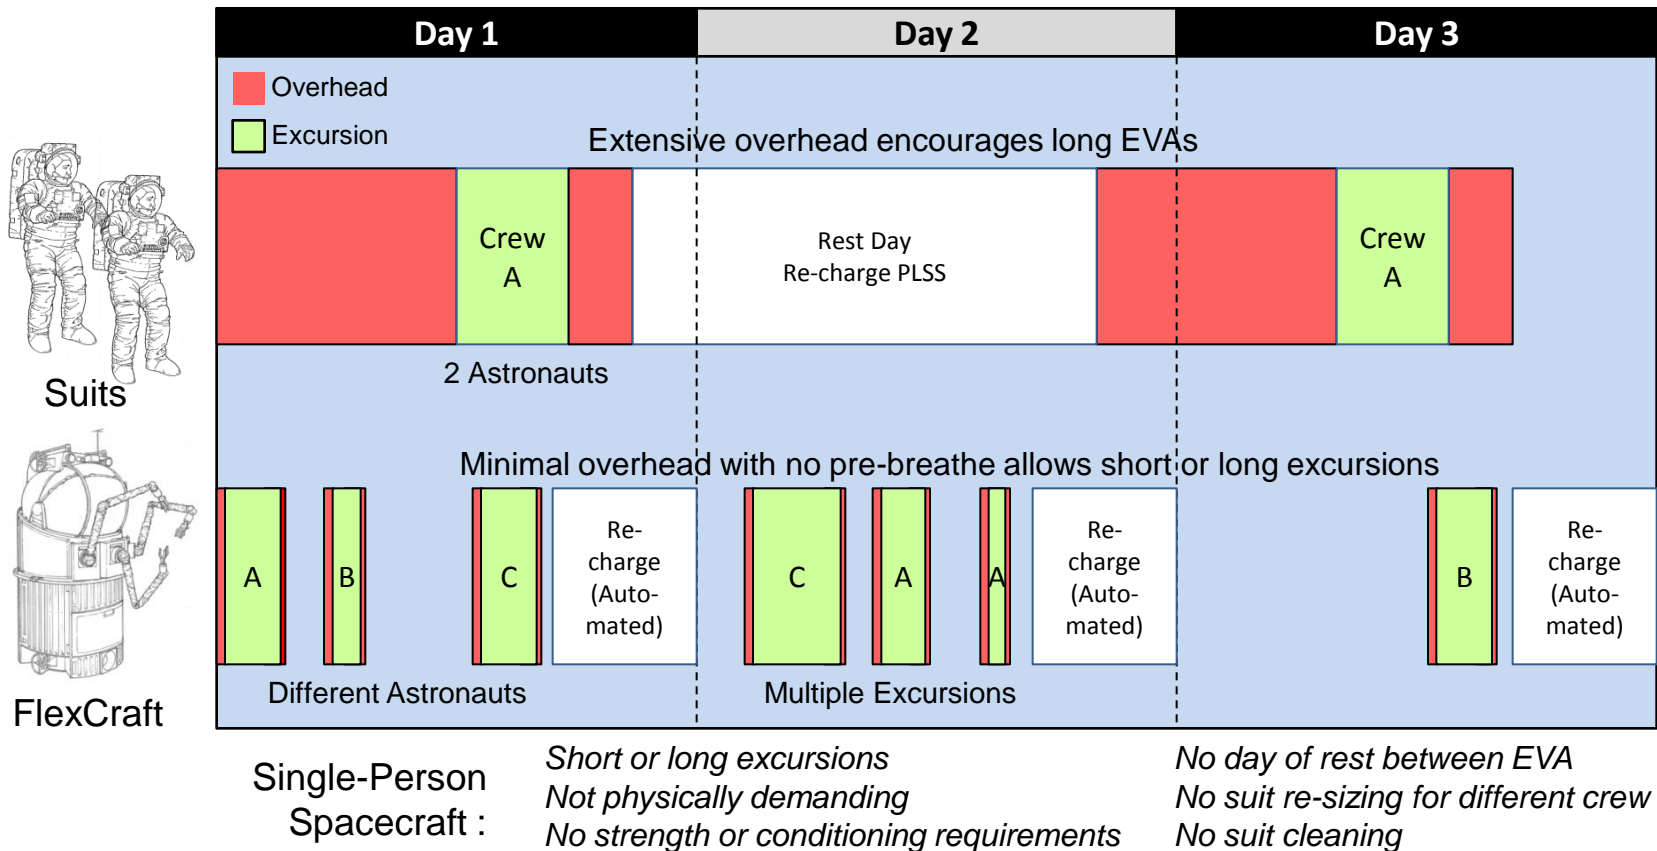 Day 1
Day 2
Day 3
Overhead
Excursion
Extensive overhead encourages long EVAs
Crew
A
Rest Day
Re-charge PLSS
Crew
A
2 Astronauts
Suits
Minimal overhead with no pre-breathe allows short or long excursions
A
B
C
Re-
charge
(Auto-
mated)
C
A
A
Re-
charge
(Auto-
mated)
B
Re-
charge
(Auto-
mated)
Different Astronauts
Multiple Excursions
FlexCraft
Single-Person
Spacecraft :
Short or long excursions
Not physically demanding
No strength or conditioning requirements
No day of rest between EVA
No suit re-sizing for different crew
No suit cleaning